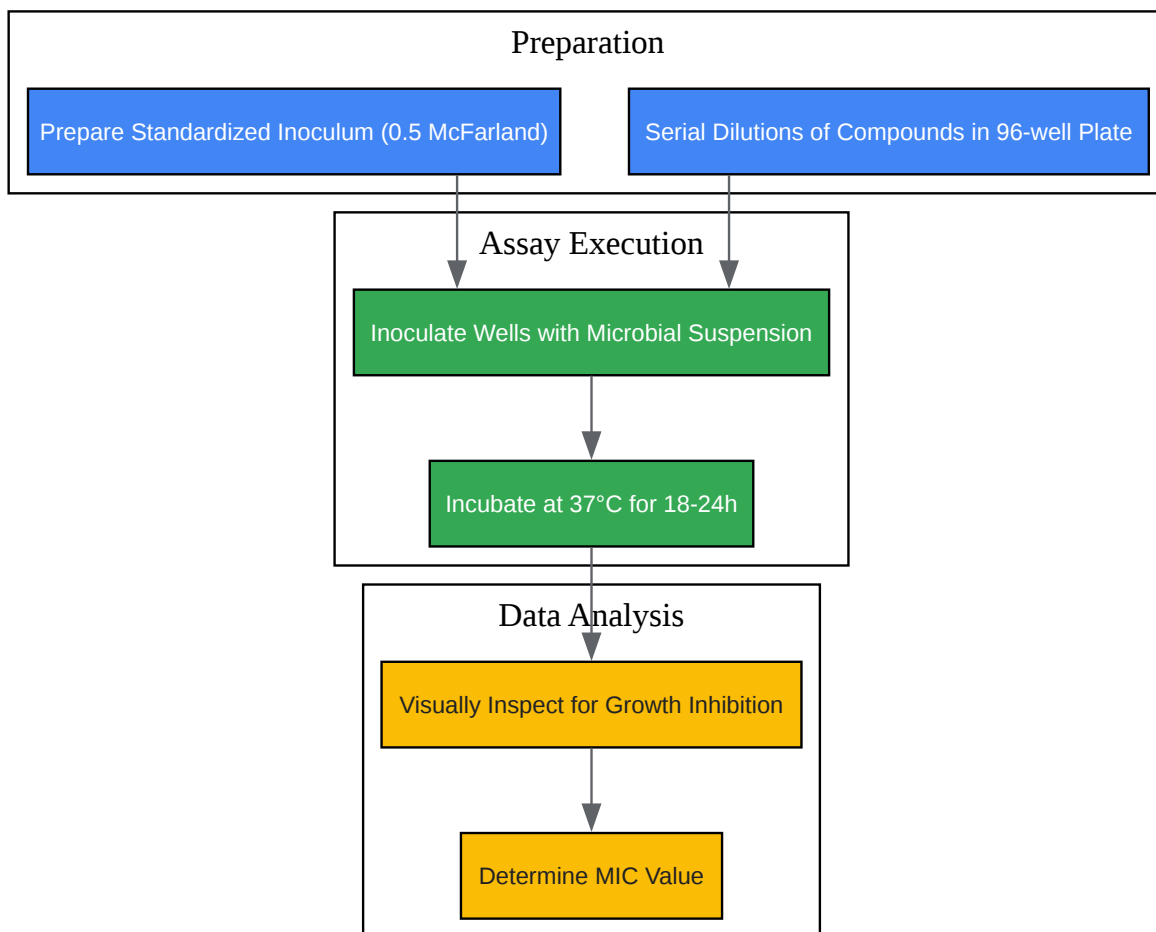 Preparation
Prepare Standardized Inoculum (0.5 McFarland)
Serial Dilutions of Compounds in 96-well Plate
Assay Execution
Inoculate Wells with Microbial Suspension
Incubate at 37°C for 18-24h
Data Analysis
Visually Inspect for Growth Inhibition
Determine MIC Value